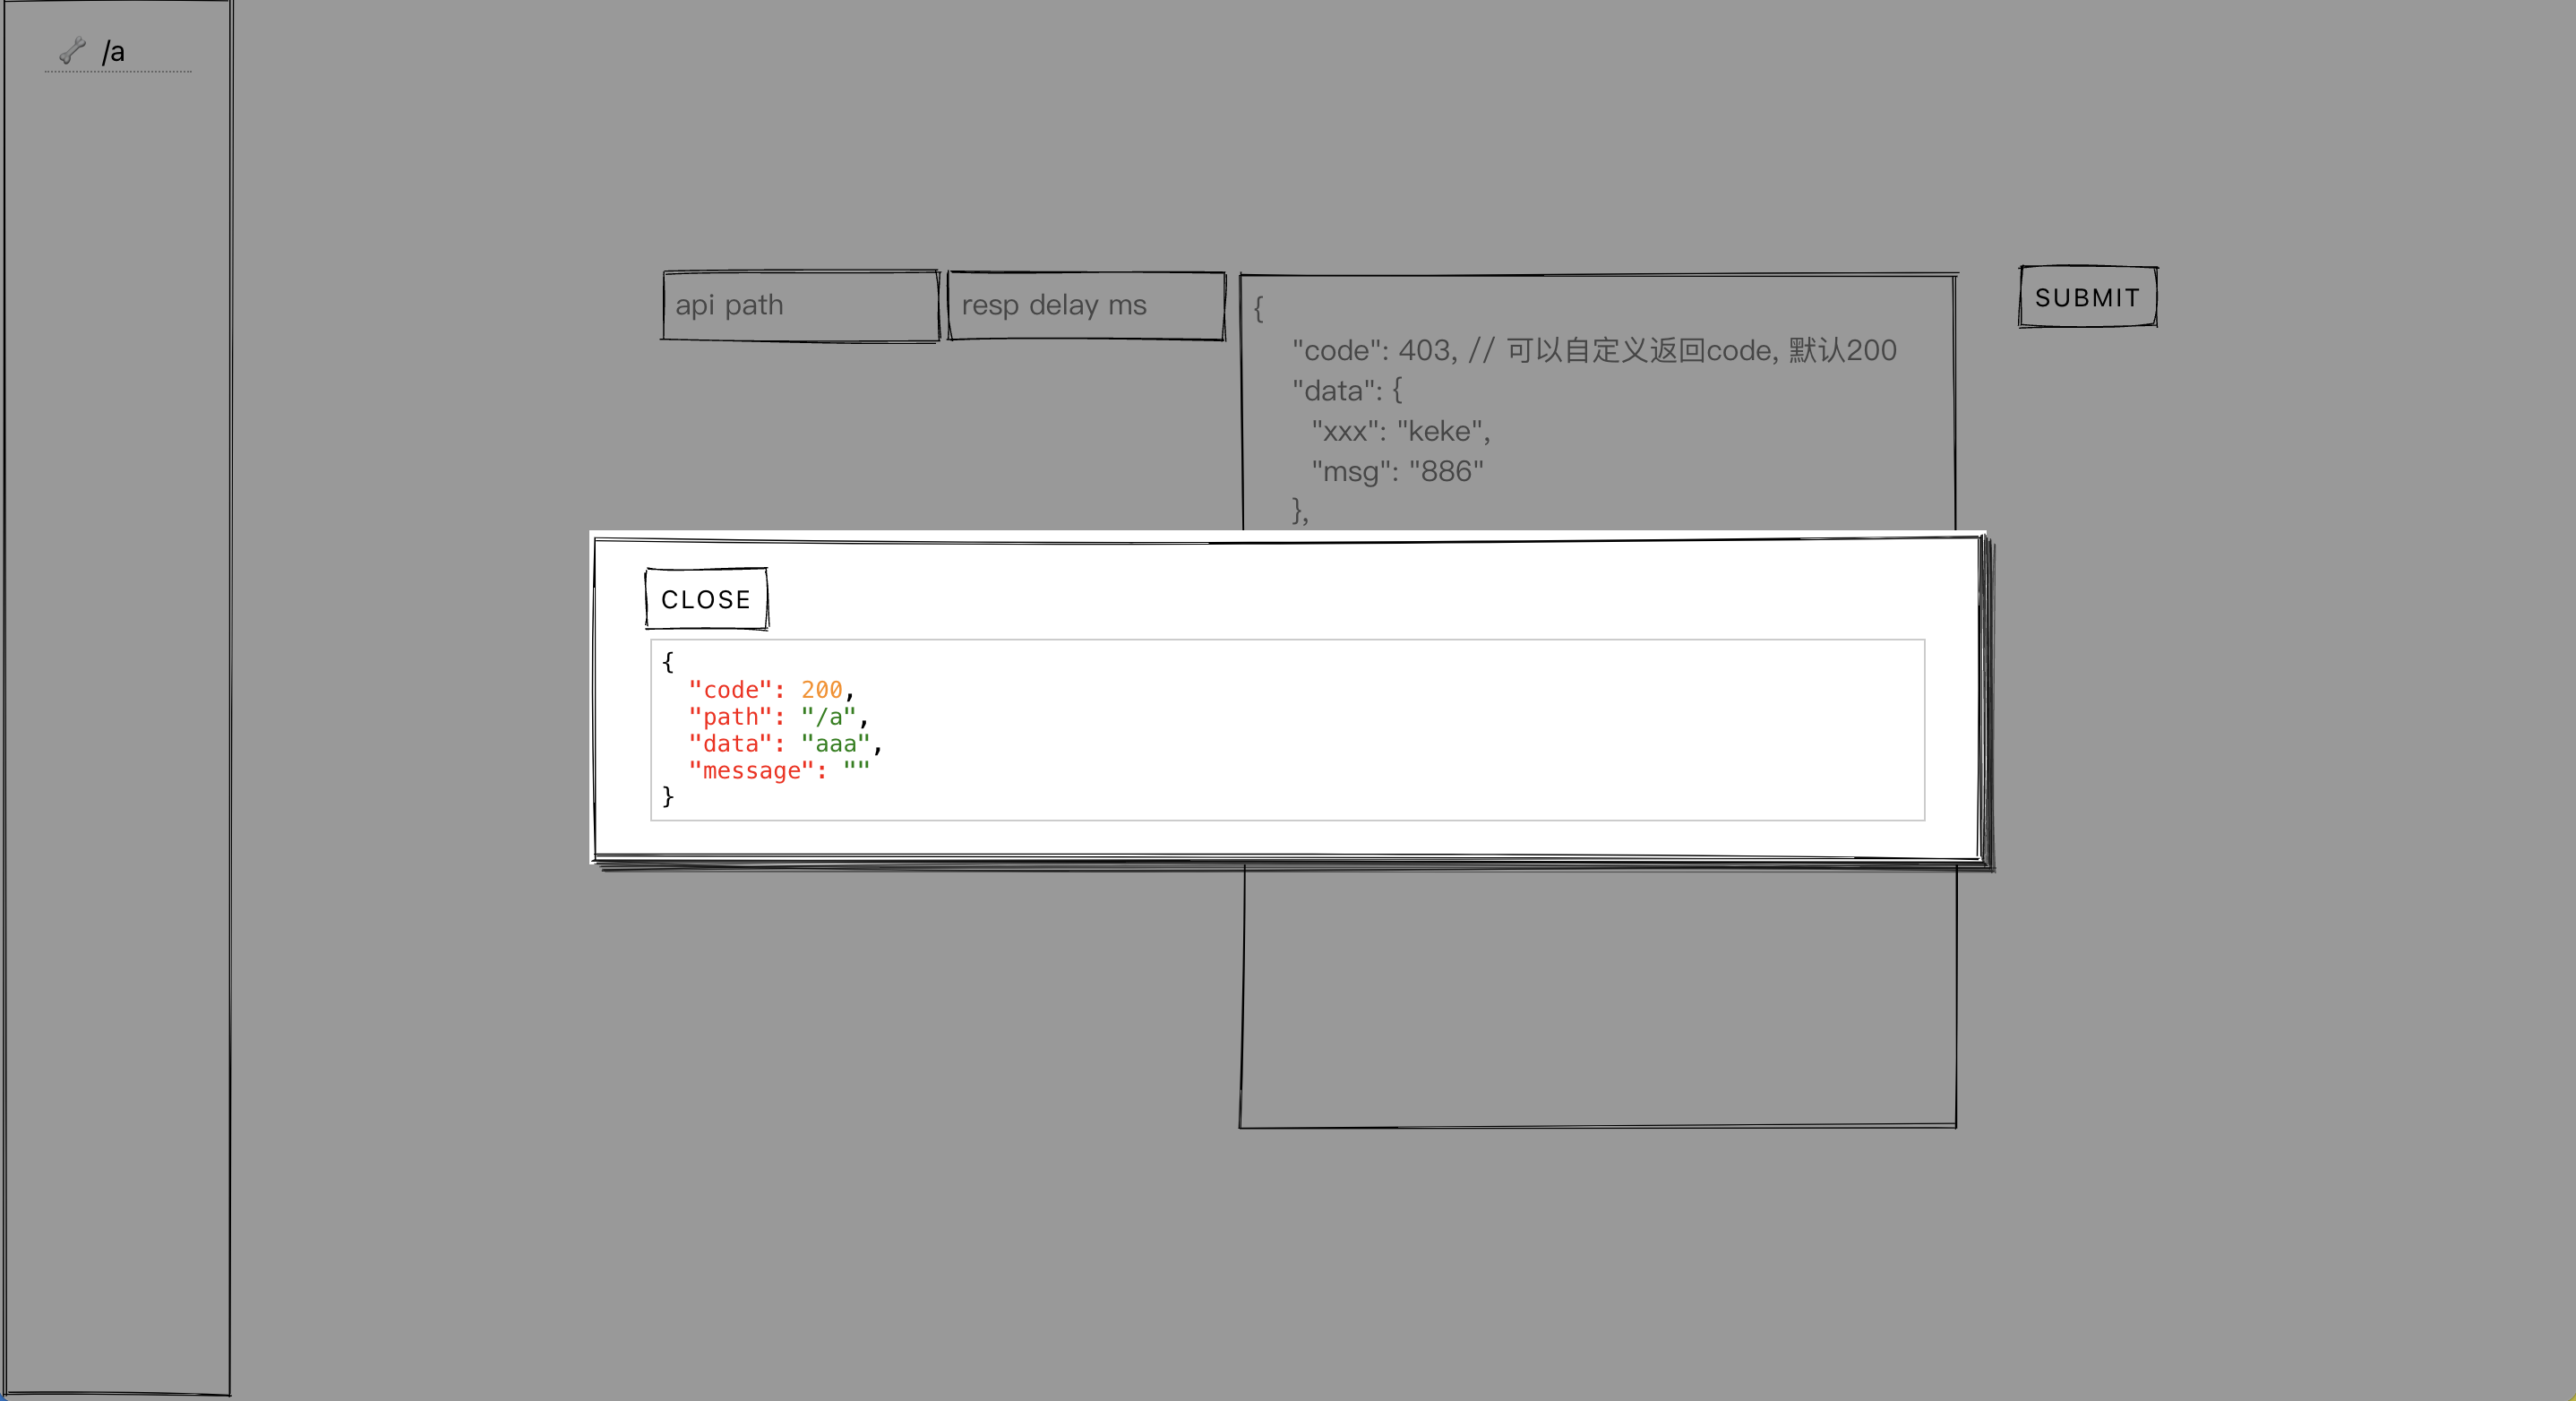 /a
api path
resp delay ms
{
"code": 403, // 可以自定义返回code, 默认200
"data": {
"xxx": "keke",
"msg": "886"
},
SUBMIT
CLOSE
{
"code": 200,
"path": "/a",
"data": "aaa",
"message": ""
}